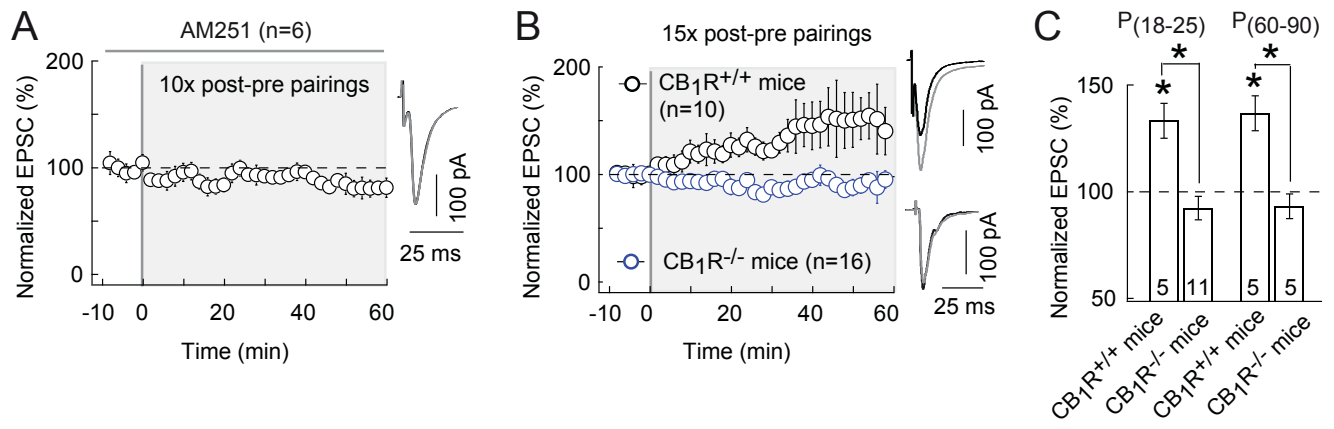 A
AM251 (n=6)
10x post-pre pairings
Normalized EPSC (%)
200
100
0
-10 0 20 40 60
Time (min)
100 pA
25 ms
B
15x post-pre pairings
CB1R+/+ mice
(n=10)
CB1R-/- mice (n=16)
Normalized EPSC (%)
200
100
0
-10 0 20 40 60
Time (min)
100 pA
100 pA
25 ms
C
P(18-25) P(60-90)
* *
* *
Normalized EPSC (%)
150
100
50
5 11 5 5
CB1R+/+ mice
CB1R-/- mice
CB1R+/+ mice
CB1R-/- mice